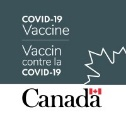 COVID-19
Vaccine
Vaccin
contre la
COVID-19
Canada